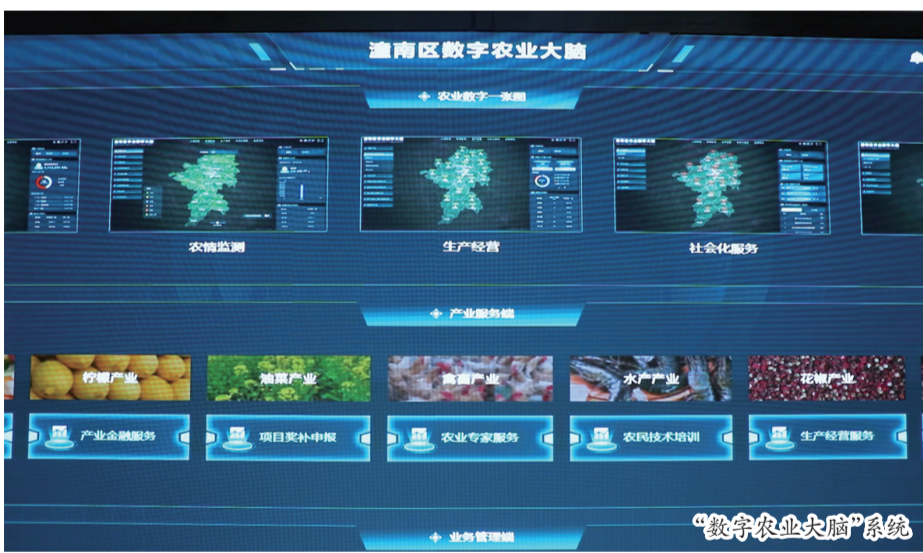 潼南区数字农业大脑
农业数字一张图
农情监测
生产经营
社会化服务
产业服务端
柠檬产业
油菜产业
禽畜产业
水产产业
花椒产业
产业金融服务
项目奖补申报
农业专家服务
农民技术培训
生产经营服务
业务管理端
“数字农业大脑”系统